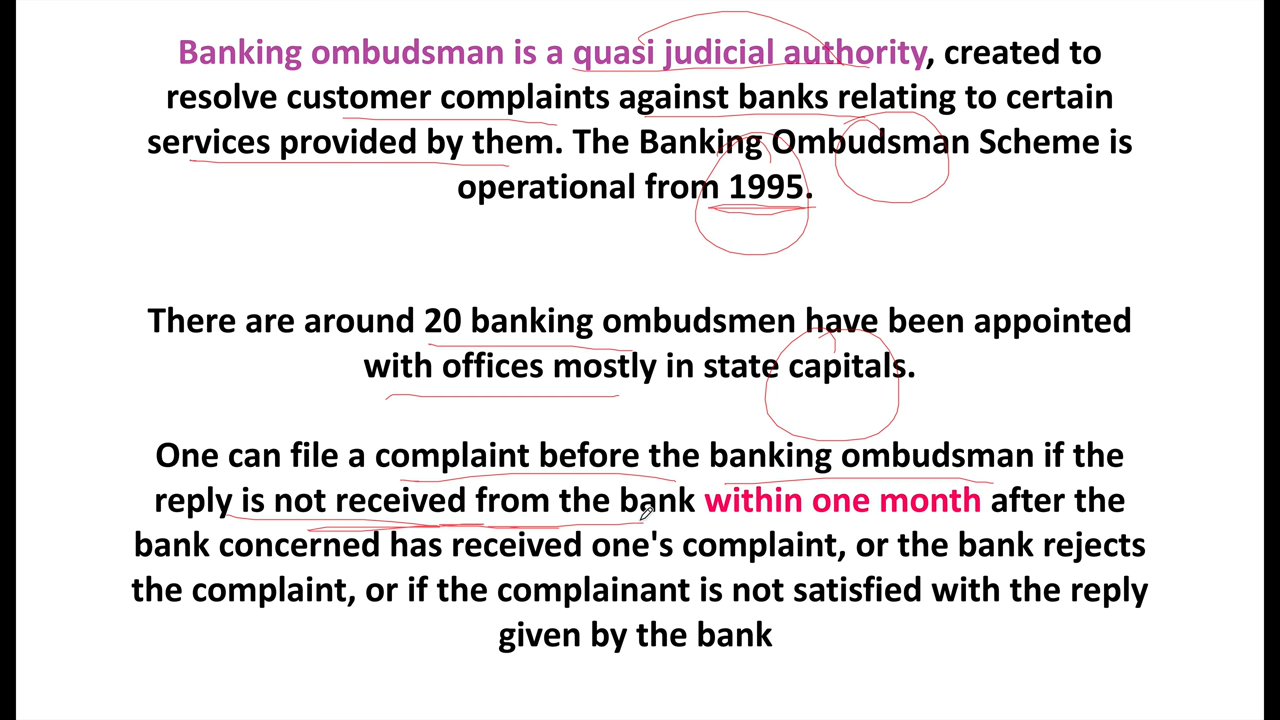 Banking ombudsman is a quasi judicial authority, created to
resolve customer complaints against banks relating to certain
services provided by them. The Banking Ombudsman Scheme is
operational from 1995.
There are around 20 banking ombudsmen have been appointed
with offices mostly in state capitals.
One can file a complaint before the banking ombudsman if the
reply is not received from the bank within one month after the
bank concerned has received one's complaint, or the bank rejects
the complaint, or if the complainant is not satisfied with the reply
given by the bank